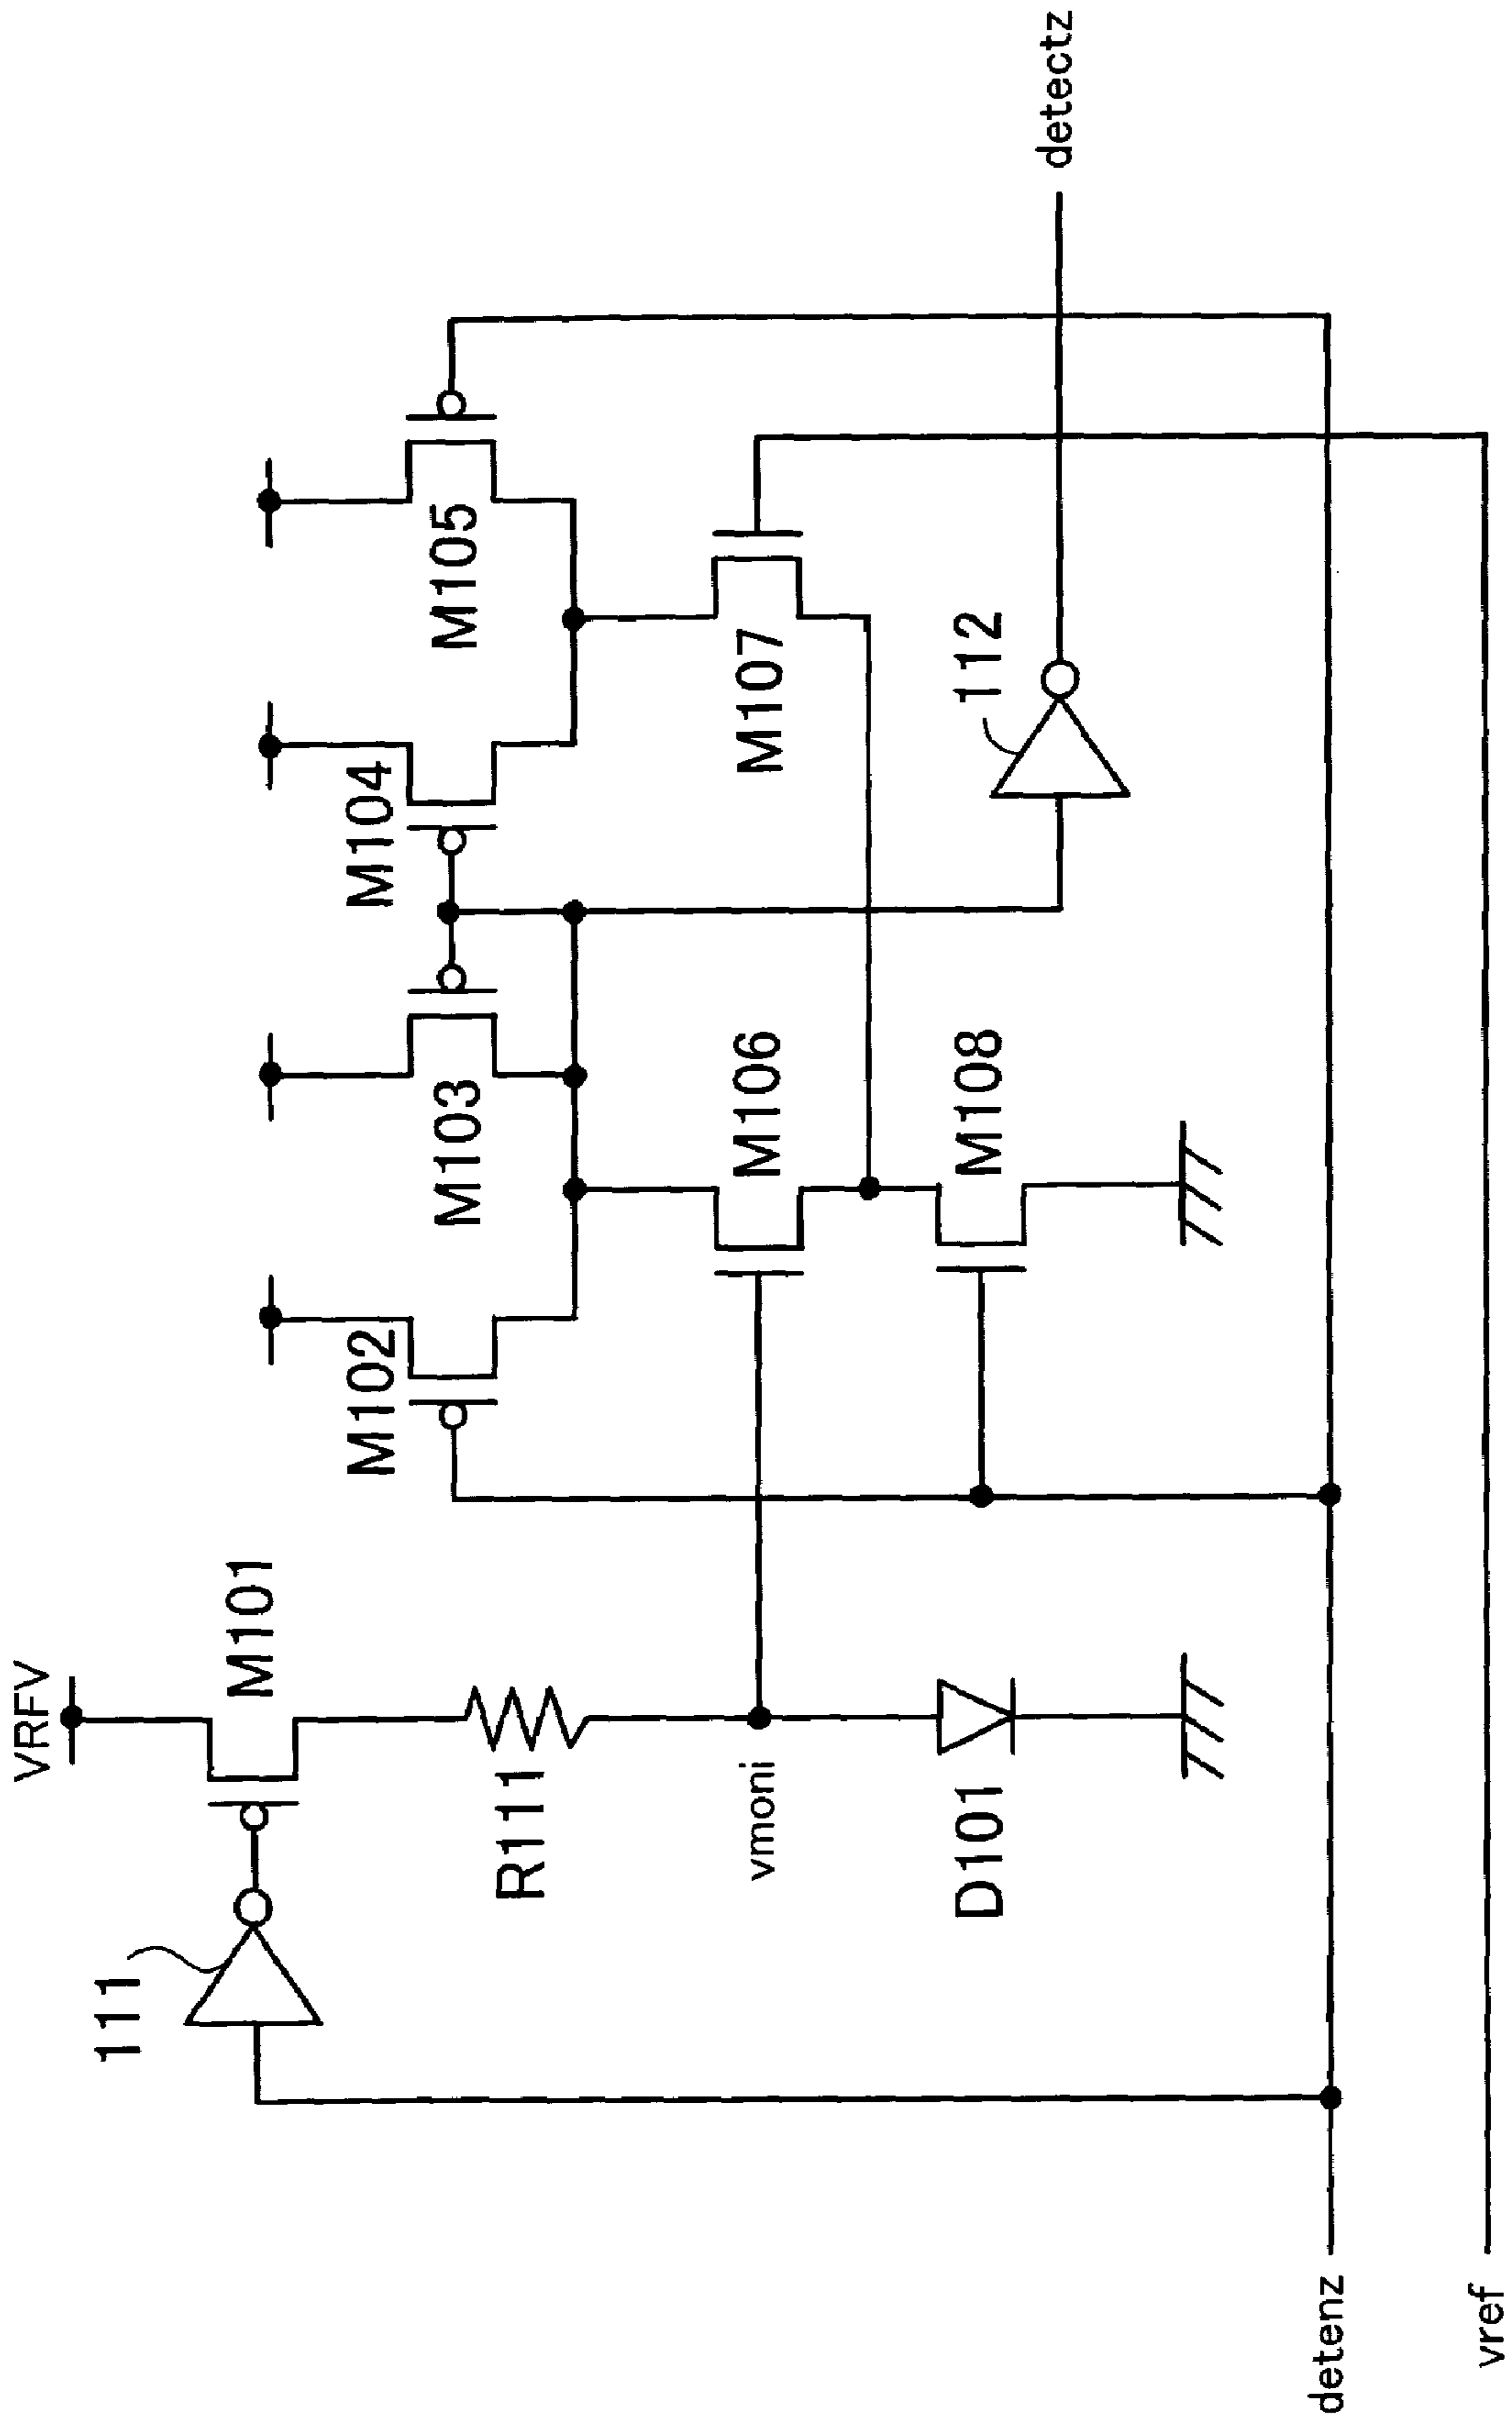 VRFV
111
M101
R111
vmoni
D101
M102
M103
M104
M105
M106
M107
M108
112
detectz
detenz
vref